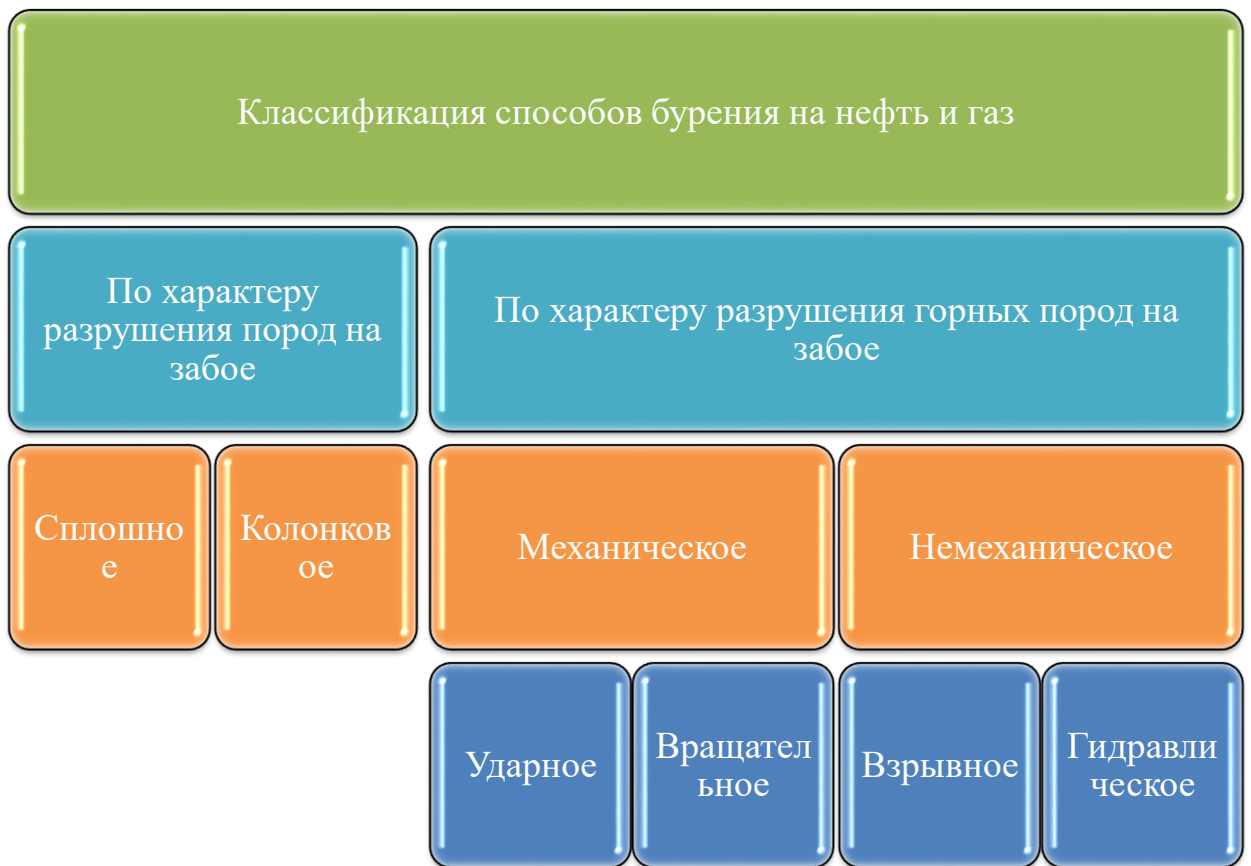 Классификация способов бурения на нефть и газ
По характеру
разрушения пород на
забое
По характеру разрушения горных пород на
забое
Сплошно
е
Колонков
ое
Механическое
Немеханическое
Ударное
Вращател
ьное
Взрывное
Гидравли
ческое